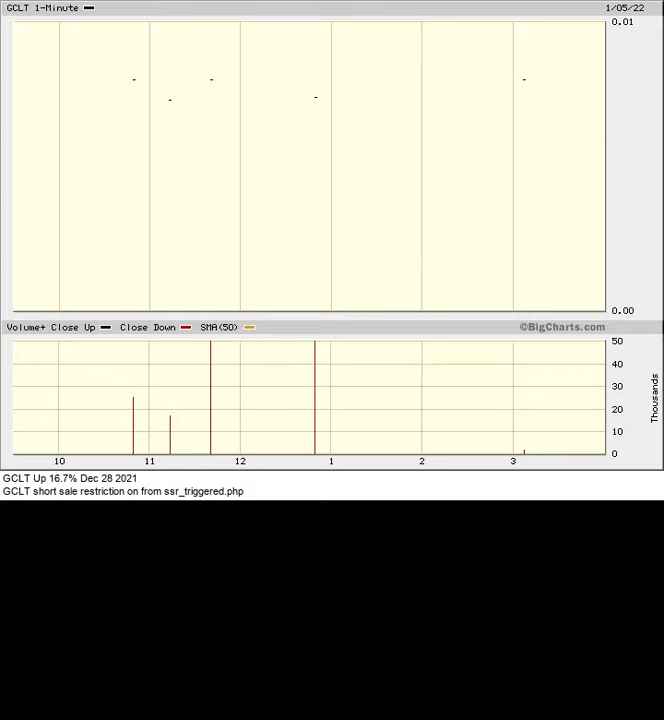 GCLT 1-Minute 1/05/22
0.01
0.00
Volume+ Close Up Close Down SMA(50) ©BigCharts.com
50
40
30
20
10
0
Thousands
10 11 12 1 2 3
GCLT Up 16.7% Dec 28 2021
GCLT short sale restriction on from ssr_triggered.php